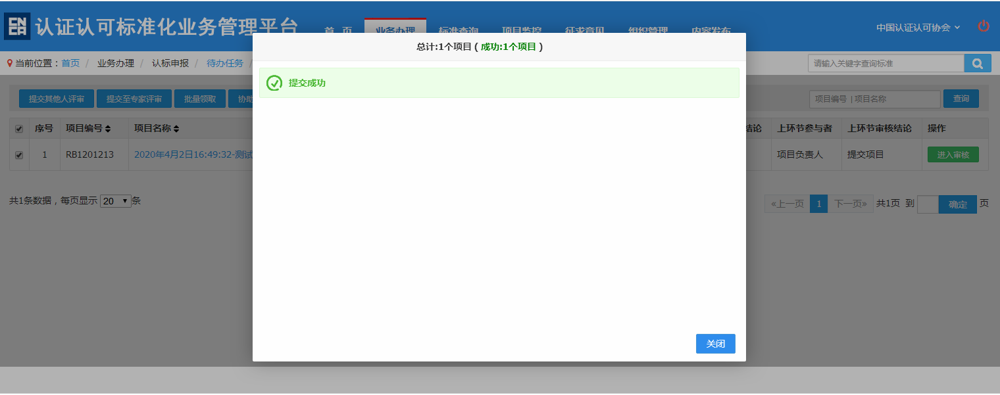 认证认可标准化业务管理平台
首 页 业务办理 标准查询 项目监控 征求意见 组织管理 内容发布
中国认证认可协会
总计:1个项目 ( 成功:1个项目 )
当前位置：首页 / 业务办理 / 认标申报 / 待办任务 /
请输入关键字查询标准
提交成功
提交其他人评审 提交至专家评审 批量领取 协助
项目编号 | 项目名称 查询
序号 项目编号 项目名称 结论 上环节参与者 上环节审核结论 操作
1 RB1201213 2020年4月2日16:49:32-测试 项目负责人 提交项目 进入审核
共1条数据，每页显示 20 条
«上一页 1 下一页» 共1页 到 确定 页
关闭